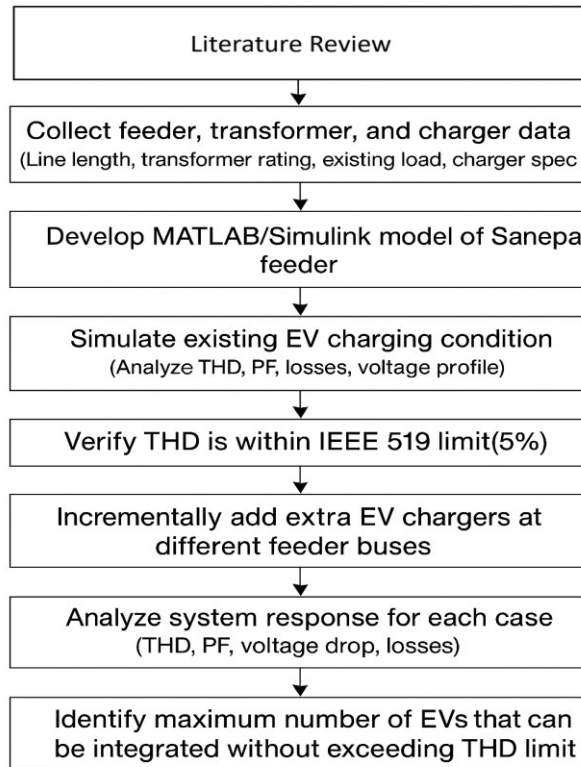 Literature Review
Collect feeder, transformer, and charger data
(Line length, transformer rating, existing load, charger spec
Develop MATLAB/Simulink model of Sanepa
feeder
Simulate existing EV charging condition
(Analyze THD, PF, losses, voltage profile)
Verify THD is within IEEE 519 limit(5%)
Incrementally add extra EV chargers at
different feeder buses
Analyze system response for each case
(THD, PF, voltage drop, losses)
Identify maximum number of EVs that can
be integrated without exceeding THD limit